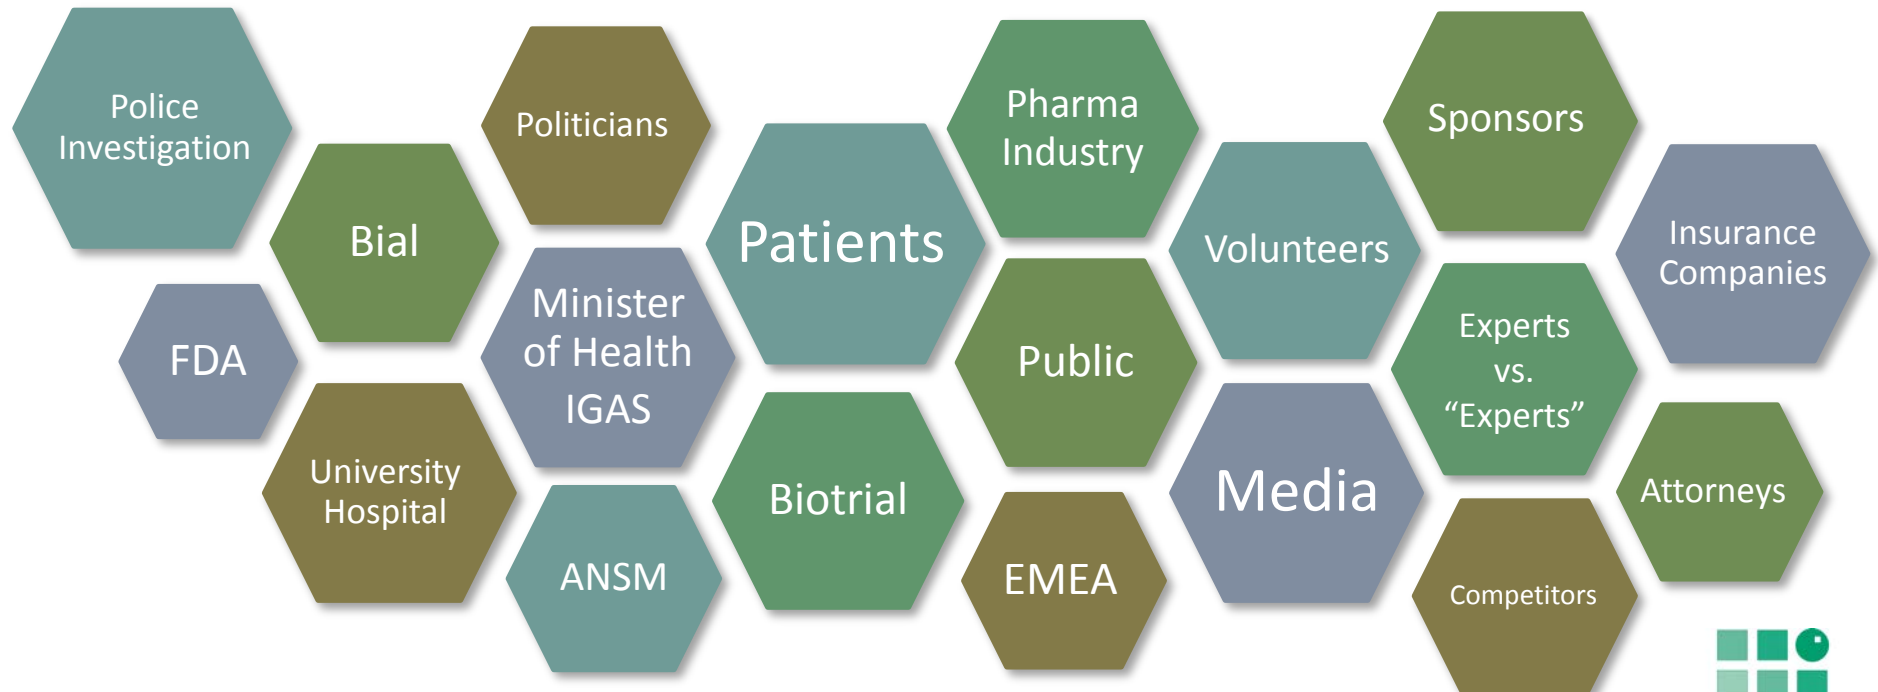 Police
Investigation
Politicians
Pharma
Industry
Sponsors
Bial
Patients
Volunteers
Insurance
Companies
FDA
Minister
of Health
IGAS
Public
Experts
vs.
“Experts”
University
Hospital
Biotrial
Media
Attorneys
ANSM
EMEA
Competitors